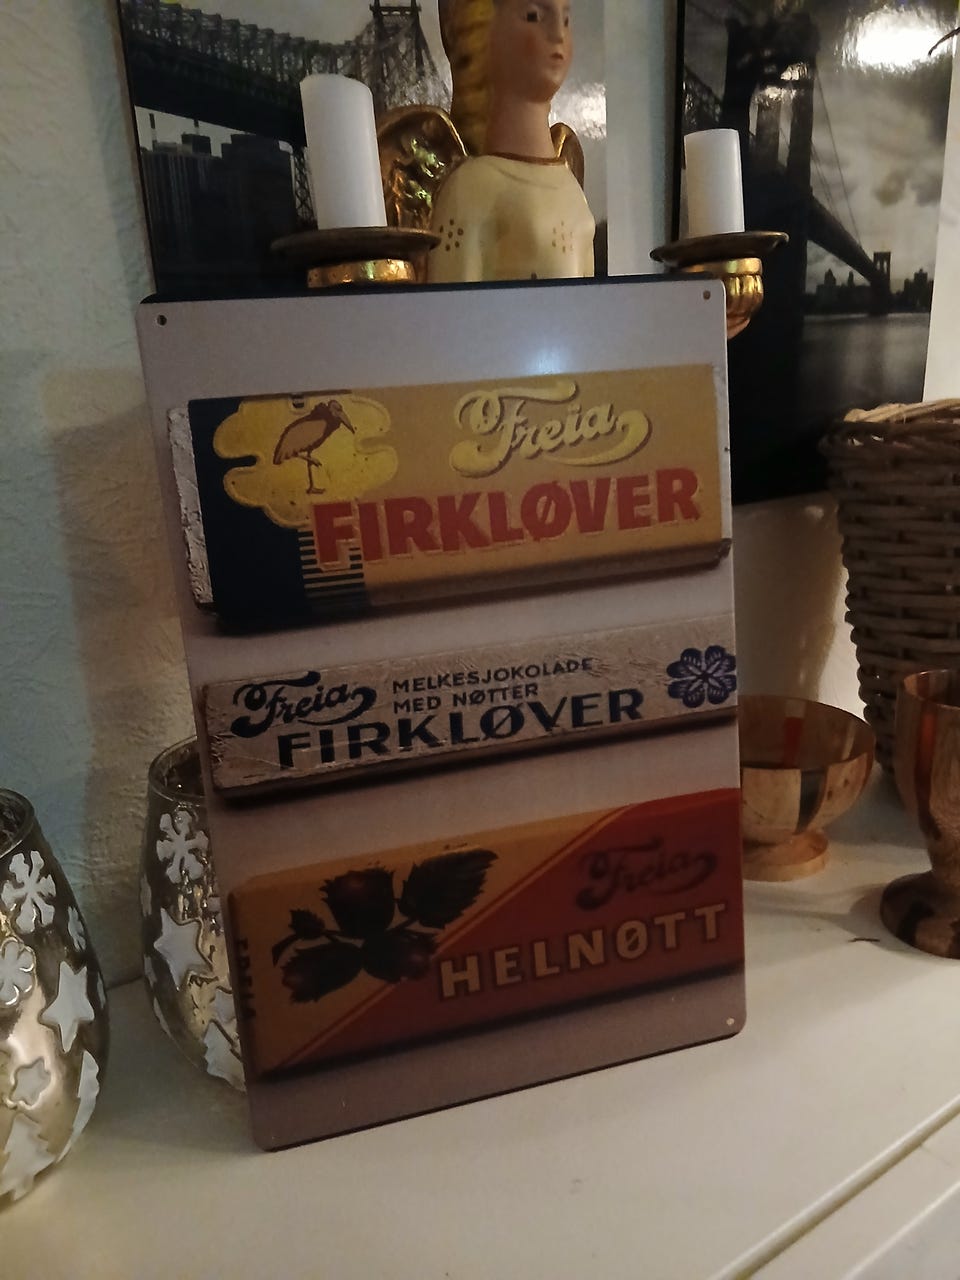 Freia
FIRKLØVER
Freia
MELKESJOKOLADE
MED NØTTER
FIRKLØVER
Freia
HELNØTT